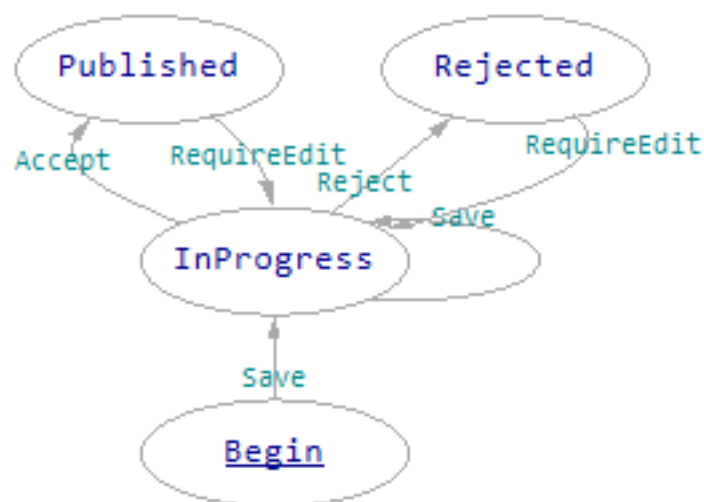 Published
Rejected
Accept
RequireEdit
RequireEdit
Reject
Save
InProgress
Save
Begin